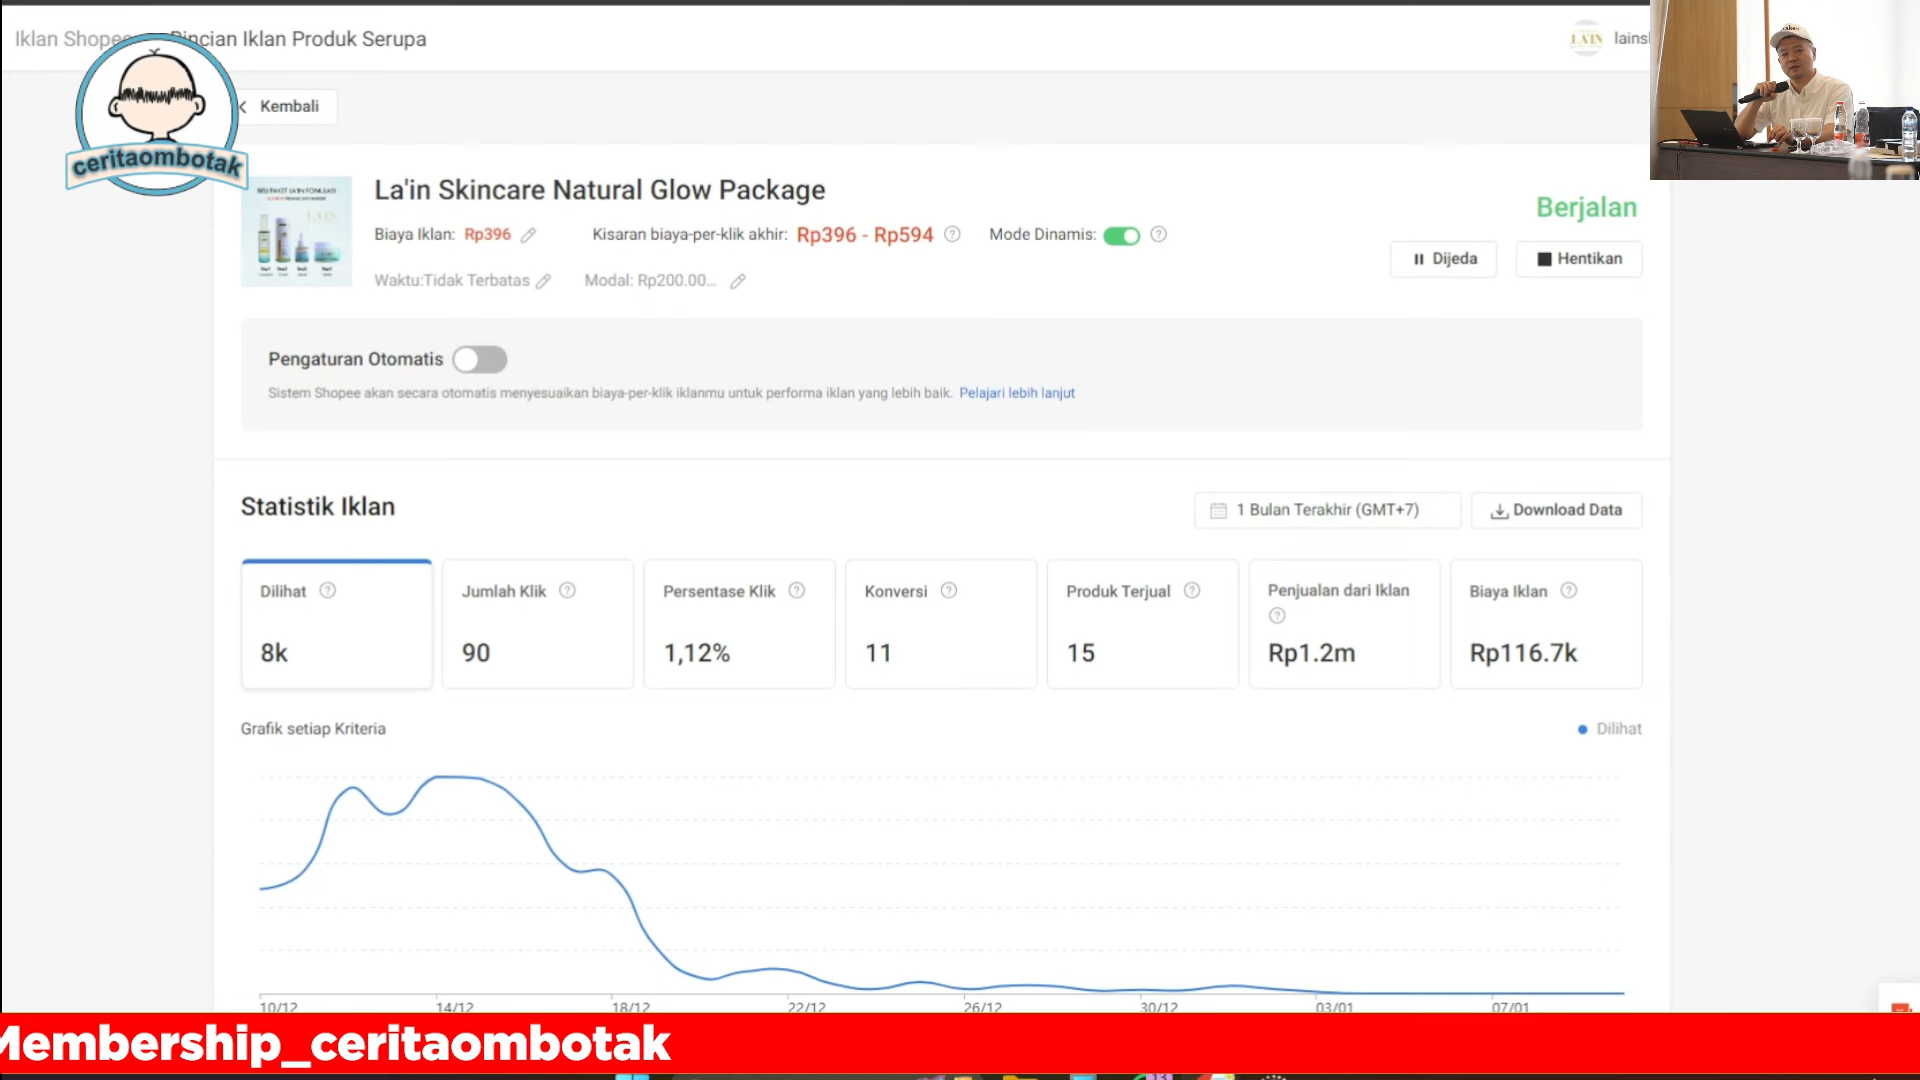 Iklan Shopee
Rincian Iklan Produk Serupa
LA'IN
ceritaombotak
Kembali
La'in Skincare Natural Glow Package
Berjalan
Biaya Iklan: Rp396
Kisaran biaya-per-klik akhir: Rp396 - Rp594
Mode Dinamis:
Dijeda
Hentikan
Waktu:Tidak Terbatas
Modal: Rp200.00...
Pengaturan Otomatis
Sistem Shopee akan secara otomatis menyesuaikan biaya-per-klik iklanmu untuk performa iklan yang lebih baik. Pelajari lebih lanjut
Statistik Iklan
1 Bulan Terakhir (GMT+7)
Download Data
Dilihat
8k
Jumlah Klik
90
Persentase Klik
1,12%
Konversi
11
Produk Terjual
15
Penjualan dari Iklan
Rp1.2m
Biaya Iklan
Rp116.7k
Grafik setiap Kriteria
Dilihat
10/12
14/12
18/12
22/12
26/12
30/12
03/01
07/01
Membership_ceritaombotak